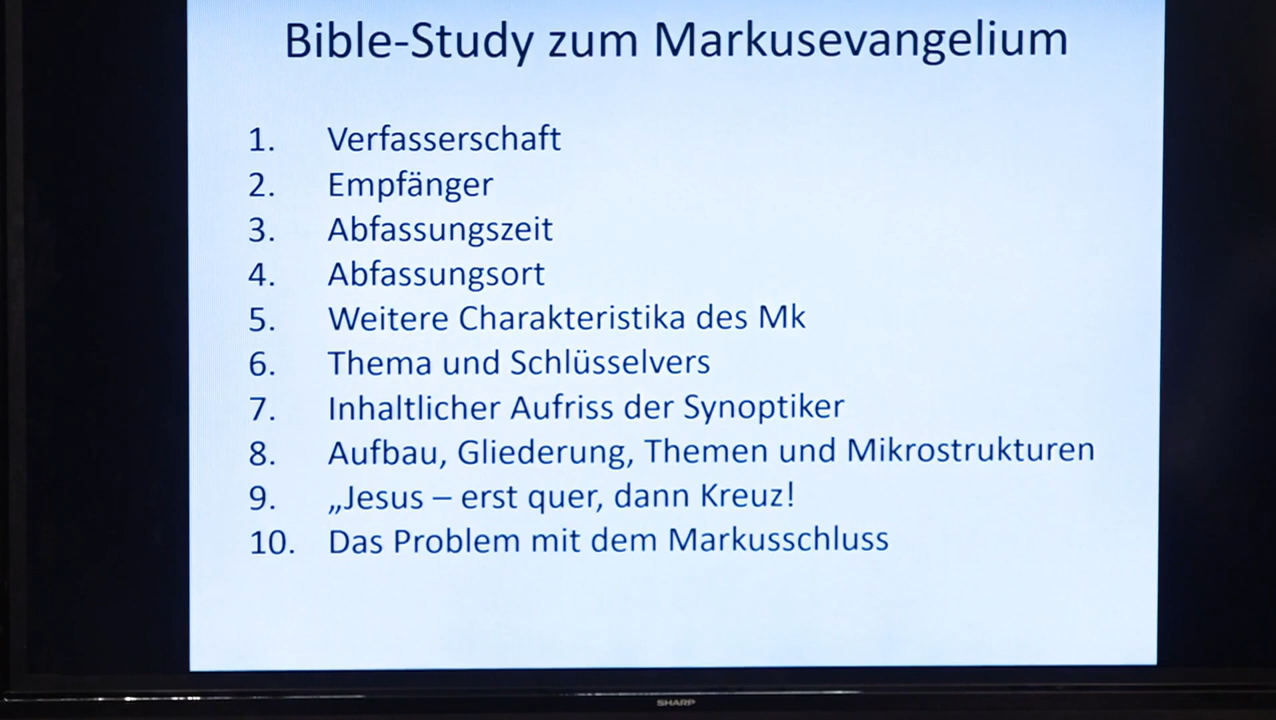 Bible-Study zum Markusevangelium
1. Verfasserschaft
2. Empfänger
3. Abfassungszeit
4. Abfassungsort
5. Weitere Charakteristika des Mk
6. Thema und Schlüsselvers
7. Inhaltlicher Aufriss der Synoptiker
8. Aufbau, Gliederung, Themen und Mikrostrukturen
9. „Jesus – erst quer, dann Kreuz!
10. Das Problem mit dem Markusschluss
SHARP